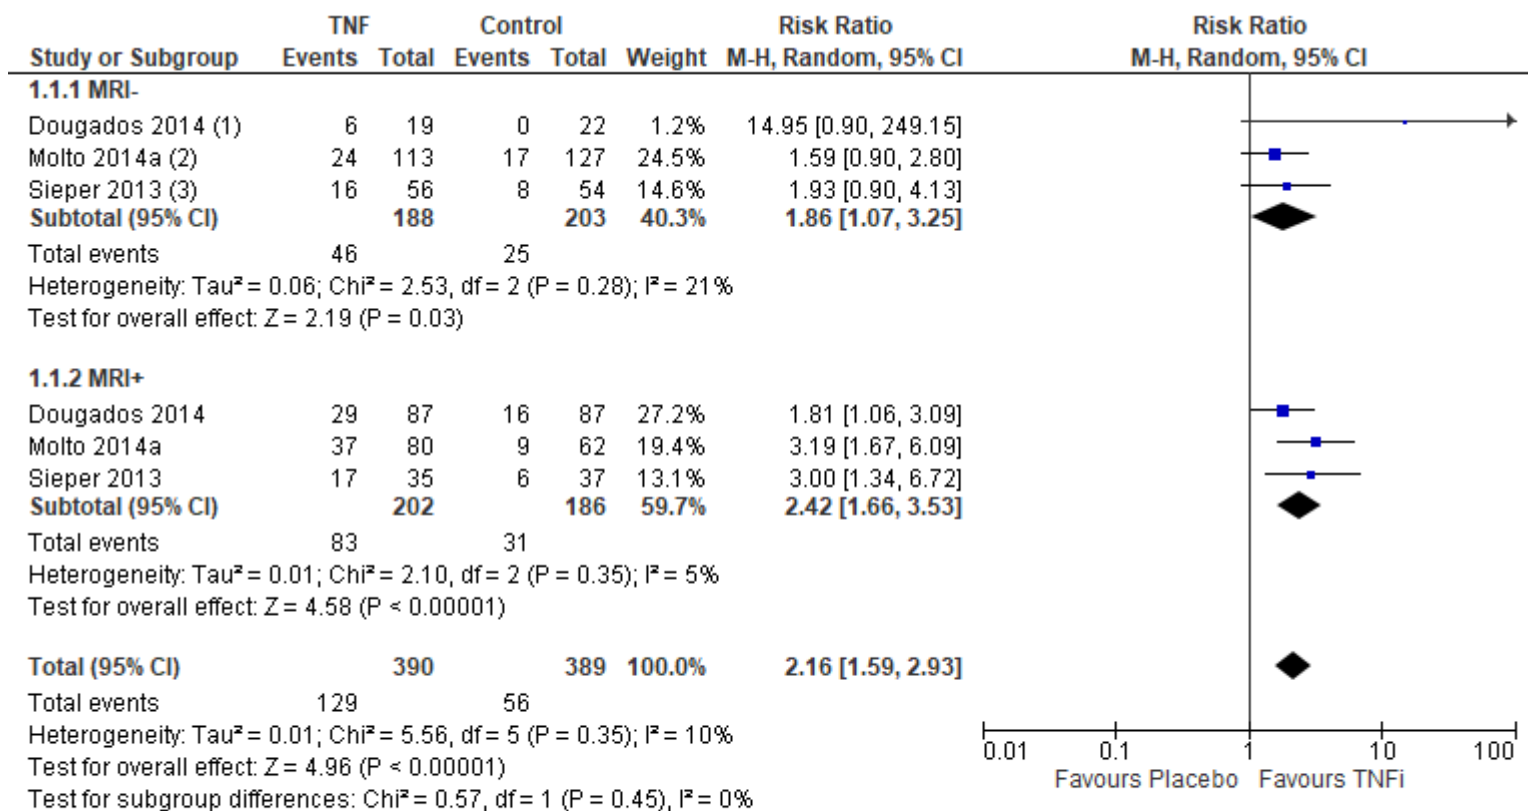 TNF Control Risk Ratio Risk Ratio
Study or Subgroup Events Total Events Total Weight M-H, Random, 95% CI M-H, Random, 95% CI
1.1.1 MRI-
Dougados 2014 (1) 6 19 0 22 1.2% 14.95 [0.90, 249.15]
Molto 2014a (2) 24 113 17 127 24.5% 1.59 [0.90, 2.80]
Sieper 2013 (3) 16 56 8 54 14.6% 1.93 [0.90, 4.13]
Subtotal (95% CI) 188 203 40.3% 1.86 [1.07, 3.25]
Total events 46 25
Heterogeneity: Tau² = 0.06; Chi² = 2.53, df = 2 (P = 0.28); I² = 21%
Test for overall effect: Z = 2.19 (P = 0.03)
1.1.2 MRI+
Dougados 2014 29 87 16 87 27.2% 1.81 [1.06, 3.09]
Molto 2014a 37 80 9 62 19.4% 3.19 [1.67, 6.09]
Sieper 2013 17 35 6 37 13.1% 3.00 [1.34, 6.72]
Subtotal (95% CI) 202 186 59.7% 2.42 [1.66, 3.53]
Total events 83 31
Heterogeneity: Tau² = 0.01; Chi² = 2.10, df = 2 (P = 0.35); I² = 5%
Test for overall effect: Z = 4.58 (P < 0.00001)
Total (95% CI) 390 389 100.0% 2.16 [1.59, 2.93]
Total events 129 56
Heterogeneity: Tau² = 0.01; Chi² = 5.56, df = 5 (P = 0.35); I² = 10%
Test for overall effect: Z = 4.96 (P < 0.00001)
Test for subgroup differences: Chi² = 0.57, df = 1 (P = 0.45), I² = 0%
0.01 0.1 1 10 100
Favours Placebo Favours TNFi